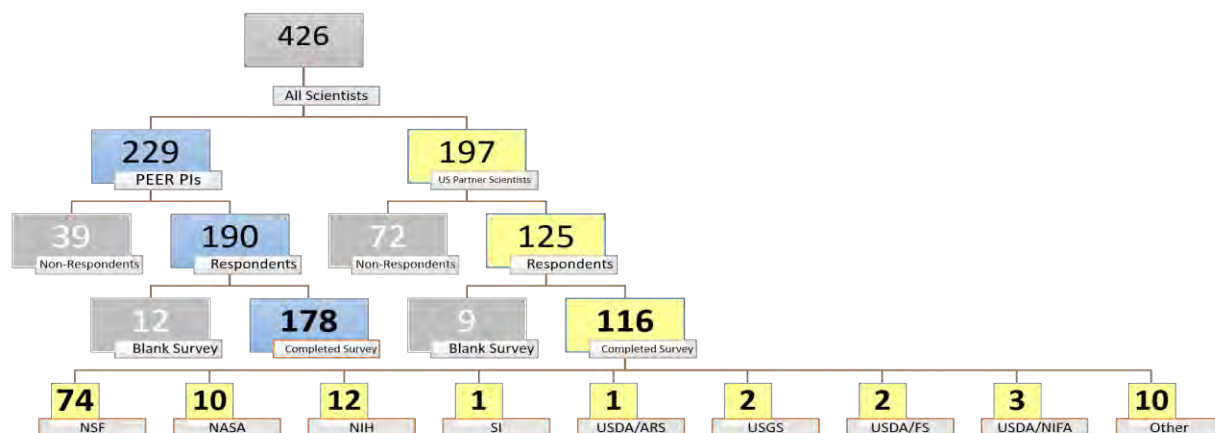 426
All Scientists
229
PEER PIs
197
US Partner Scientists
39
Non-Respondents
190
Respondents
72
Non-Respondents
125
Respondents
12
Blank Survey
178
Completed Survey
9
Blank Survey
116
Completed Survey
74
NSF
10
NASA
12
NIH
1
SI
1
USDA/ARS
2
USGS
2
USDA/FS
3
USDA/NIFA
10
Other